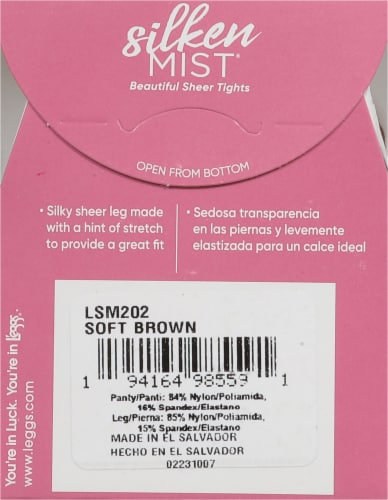 silken
MIST®
Beautiful Sheer Tights
OPEN FROM BOTTOM
• Silky sheer leg made
with a hint of stretch
to provide a great fit
• Sedosa transparencia
en las piernas y levemente
elastizada para un calce ideal
LSM202
SOFT BROWN
1 94164 98559 1
Panty/Panti: 84% Nylon/Poliamida,
16% Spandex/Elastano
Leg/Pierna: 85% Nylon/Poliamida,
15% Spandex/Elastano
MADE IN EL SALVADOR
HECHO EN EL SALVADOR
02231007
You're in Luck. You're in Leggs.
www.leggs.com